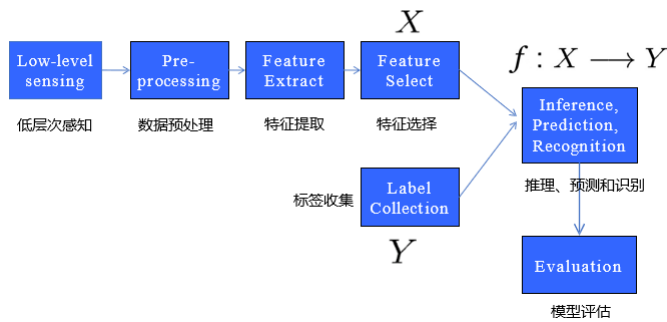 X
f : X ⟶ Y
Low-level
sensing
Pre-
processing
Feature
Extract
Feature
Select
Inference,
Prediction,
Recognition
低层次感知
数据预处理
特征提取
特征选择
标签收集
Label
Collection
推理、预测和识别
Y
Evaluation
模型评估